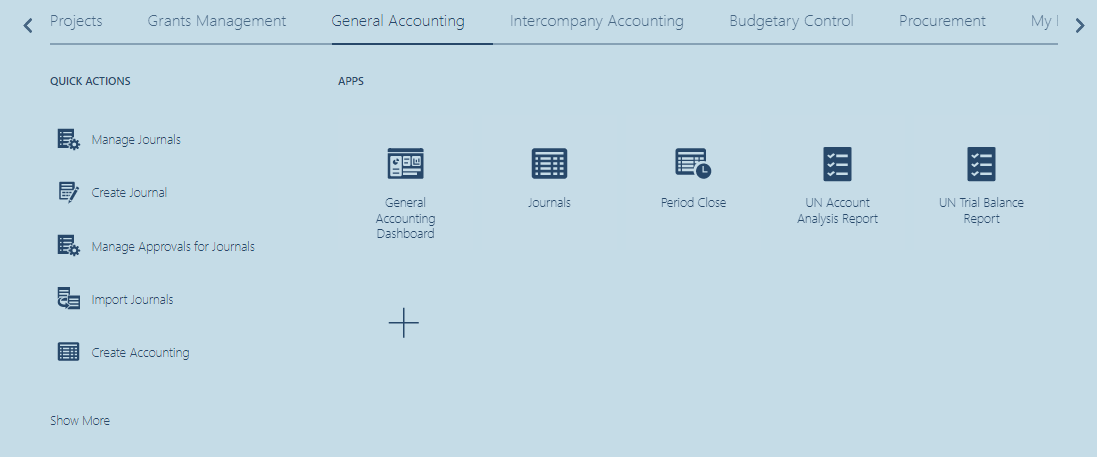 Projects Grants Management General Accounting Intercompany Accounting Budgetary Control Procurement My
QUICK ACTIONS
Manage Journals
Create Journal
Manage Approvals for Journals
Import Journals
Create Accounting
Show More
APPS
General
Accounting
Dashboard
Journals
Period Close
UN Account
Analysis Report
UN Trial Balance
Report